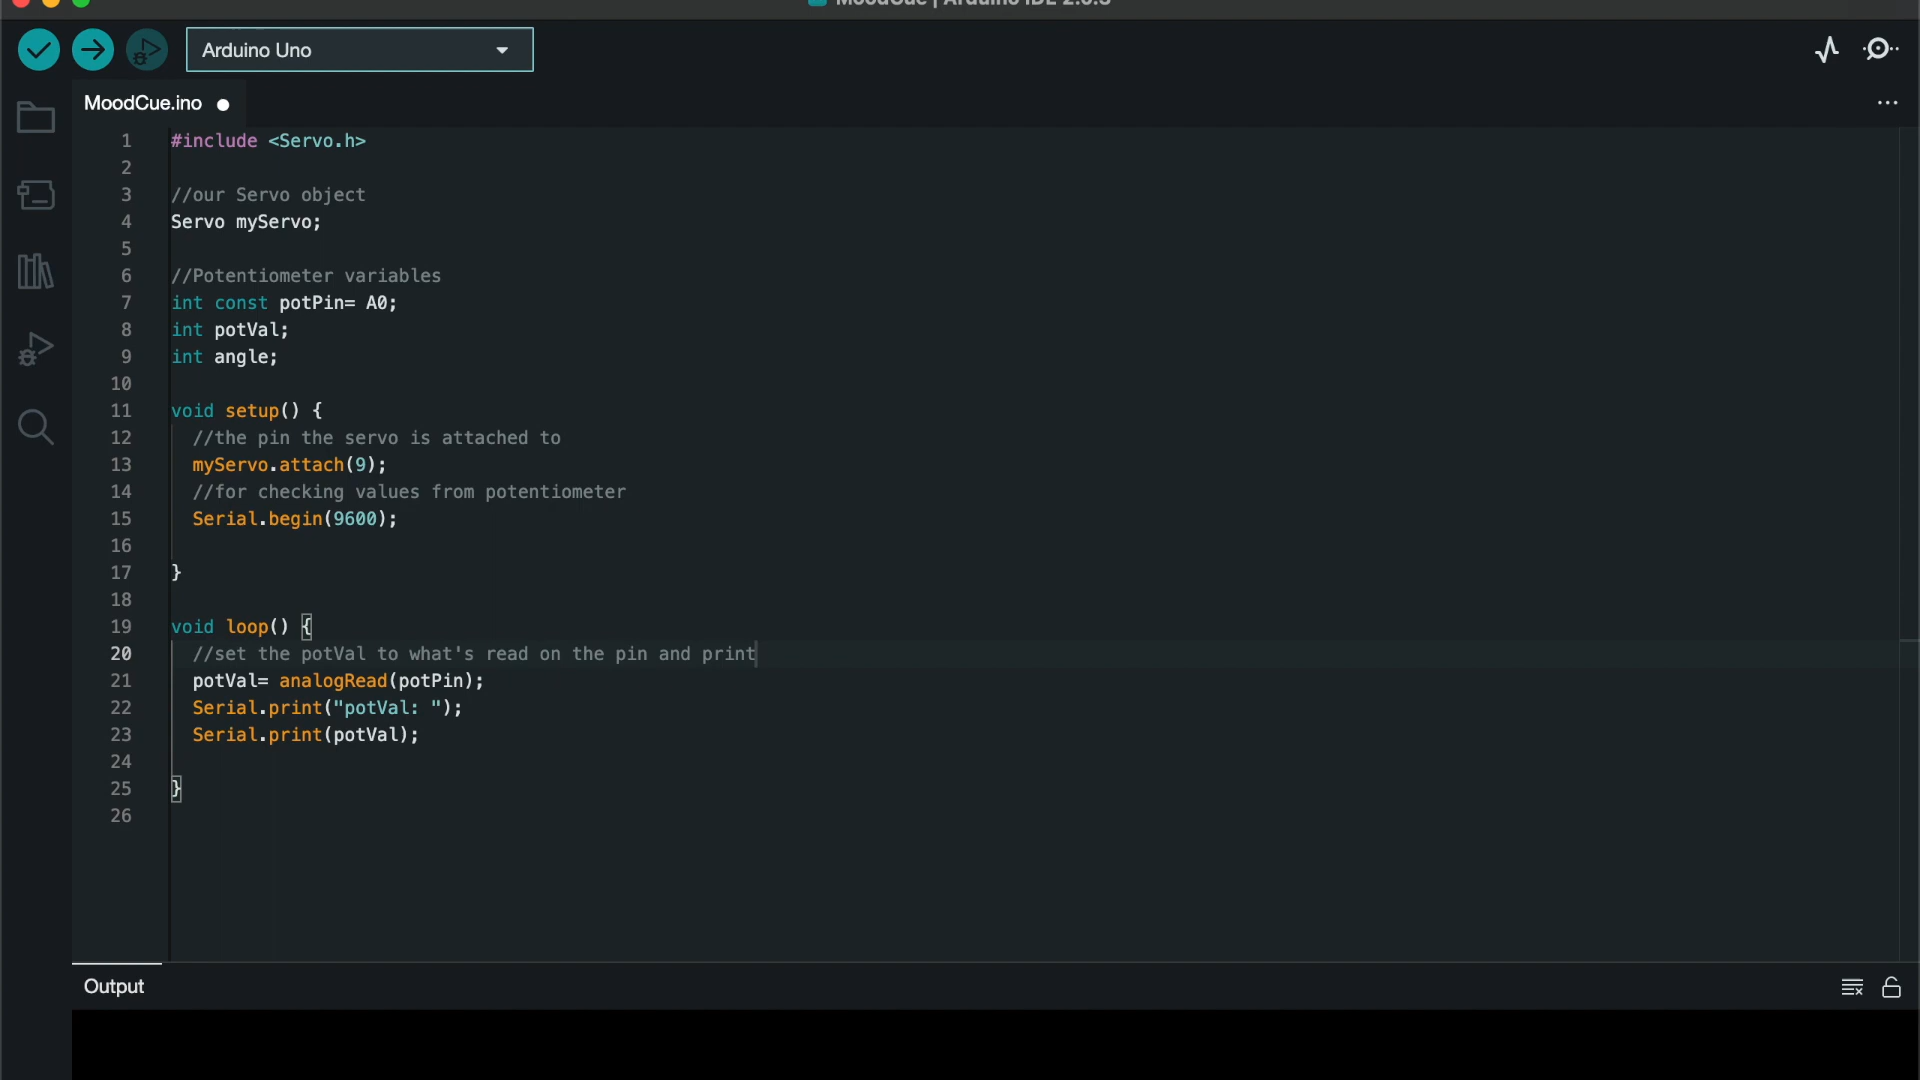 Arduino Uno
MoodCue.ino
1 #include <Servo.h>
2
3 //our Servo object
4 Servo myServo;
5
6 //Potentiometer variables
7 int const potPin= A0;
8 int potVal;
9 int angle;
10
11 void setup() {
12 //the pin the servo is attached to
13 myServo.attach(9);
14 //for checking values from potentiometer
15 Serial.begin(9600);
16
17 }
18
19 void loop() {
20 //set the potVal to what's read on the pin and print
21 potVal= analogRead(potPin);
22 Serial.print("potVal: ");
23 Serial.print(potVal);
24
25 }
26
Output